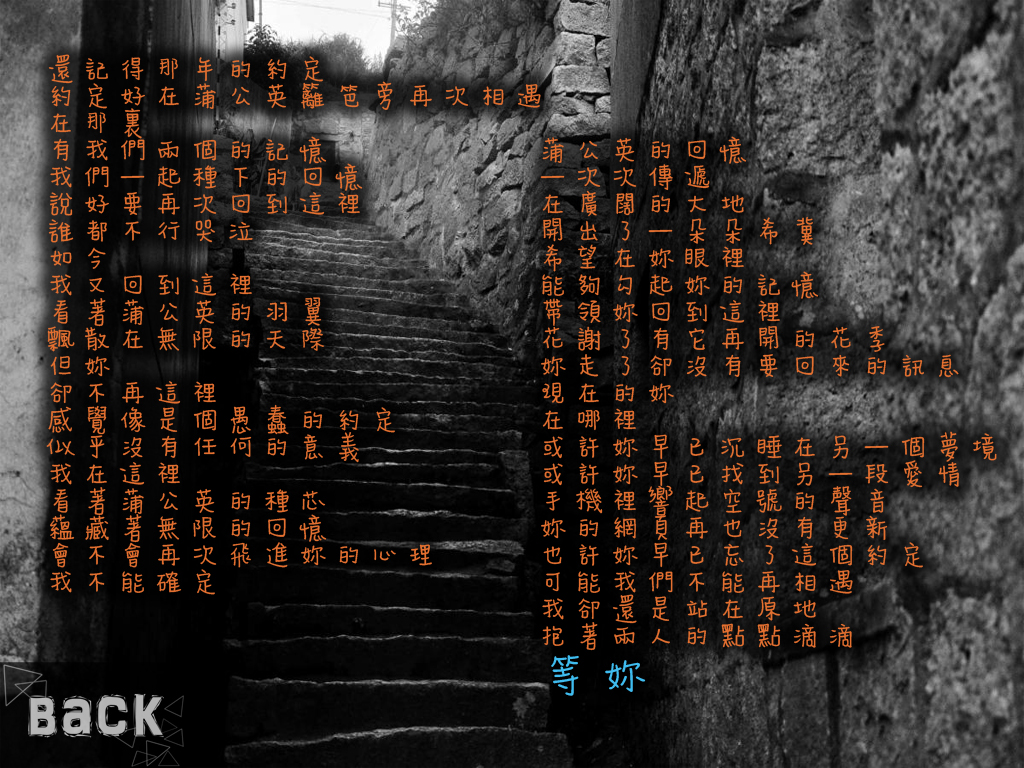 還記得那年的約定
約定好在蒲公英籬笆旁再次相遇
在那裏
有我們兩個的記憶
我們一起種下的回憶
說好要再次回到這裡
誰都不行哭泣
如今
我又回到這裡
看著蒲公英的羽翼
飄散在無限的天際
但妳
卻不再這裡
感覺像是個愚蠢的約定
似乎沒有任何的意義
我在這裡
看著蒲公英的種芯
蘊藏著無限的回憶
會不會再次飛進妳的心理
我不能確定
蒲公英的回憶
一次次傳遞
在廣闊的大地
開出了一朵朵希冀
希望在妳眼裡
能夠勾起妳的記憶
帶領妳回到這裡
花謝了有它再開的花季
妳走了卻沒有要回來的訊息
現在的妳
在哪裡
或許妳早已沉睡在另一個夢境
或許妳早已找到另一段愛情
手機裡響起空號的聲音
妳的網頁再也沒有更新
也許妳早已忘了這個約定
可能我們不能再相遇
我卻還是站在原地
抱著兩人的點點滴滴
等妳
BACK